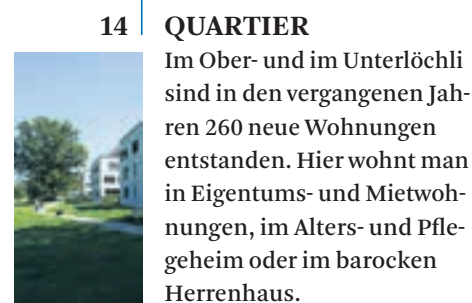 14 QUARTIER
Im Ober- und im Unterlöchli
sind in den vergangenen Jah-
ren 260 neue Wohnungen
entstanden. Hier wohnt man
in Eigentums- und Mietwoh-
nungen, im Alters- und Pfle-
geheim oder im barocken
Herrenhaus.